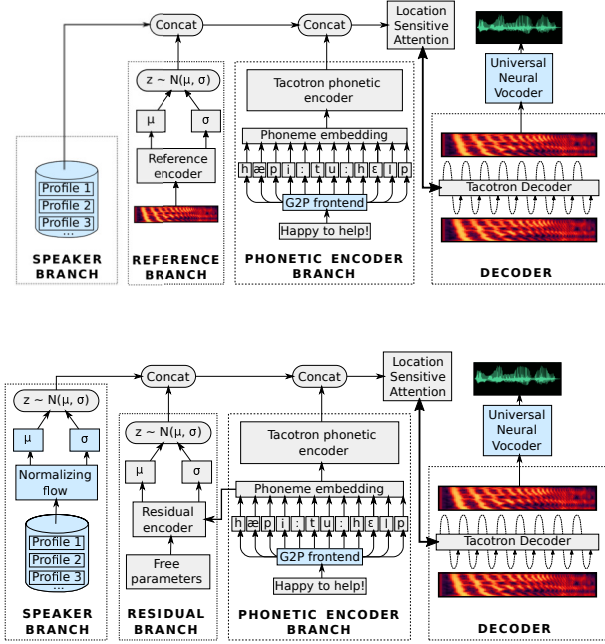 Concat
Concat
Location
Sensitive
Attention
z ~ N(μ, σ)
μ
σ
Reference
encoder
Tacotron phonetic
encoder
Phoneme embedding
h æ p i ː t u ː h ɛ l p
G2P frontend
Happy to help!
Universal
Neural
Vocoder
Tacotron Decoder
Profile 1
Profile 2
Profile 3
...
SPEAKER
BRANCH
REFERENCE
BRANCH
PHONETIC ENCODER
BRANCH
DECODER
Concat
Concat
Location
Sensitive
Attention
z ~ N(μ, σ)
μ
σ
Normalizing
flow
Profile 1
Profile 2
Profile 3
...
z ~ N(μ, σ)
μ
σ
Residual
encoder
Free
parameters
Tacotron phonetic
encoder
Phoneme embedding
h æ p i ː t u ː h ɛ l p
G2P frontend
Happy to help!
Universal
Neural
Vocoder
Tacotron Decoder
SPEAKER
BRANCH
RESIDUAL
BRANCH
PHONETIC ENCODER
BRANCH
DECODER